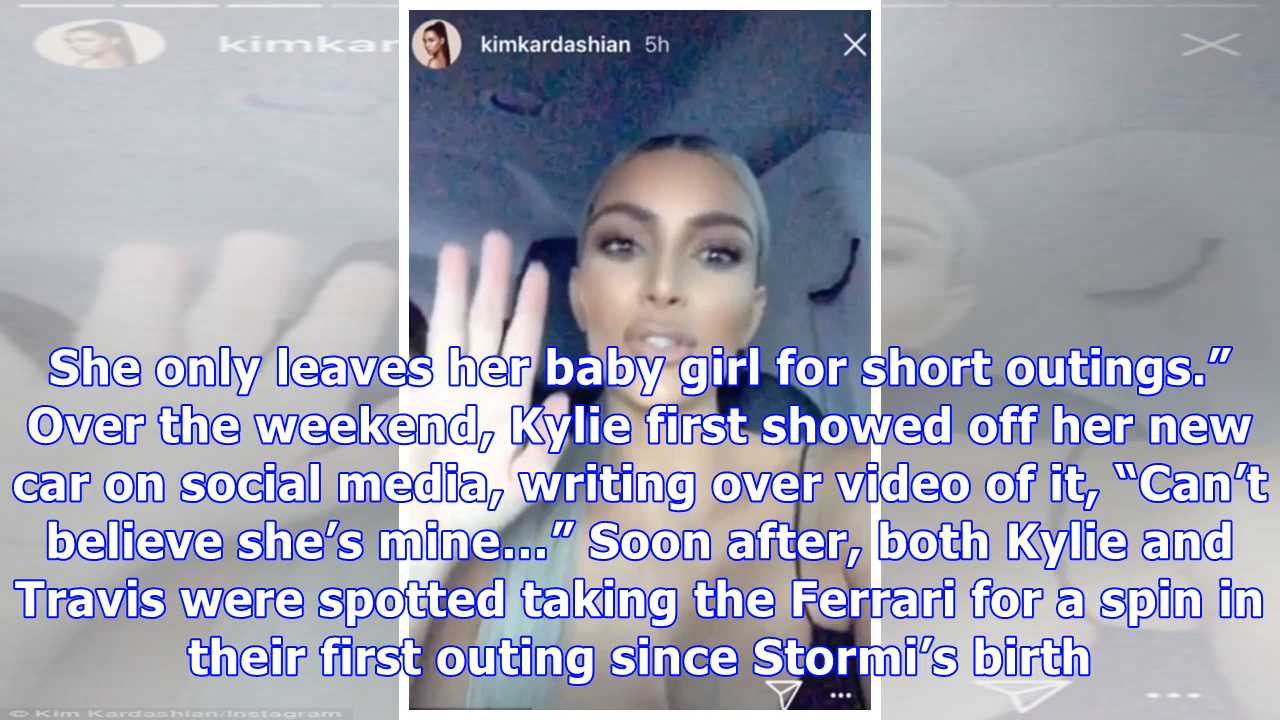 kimkar
kimkardashian 5h
She only leaves her baby girl for short outings.”
Over the weekend, Kylie first showed off her new
car on social media, writing over video of it, “Can’t
believe she’s mine...” Soon after, both Kylie and
Travis were spotted taking the Ferrari for a spin in
their first outing since Stormi’s birth
© Kim Kardashian/Instagram